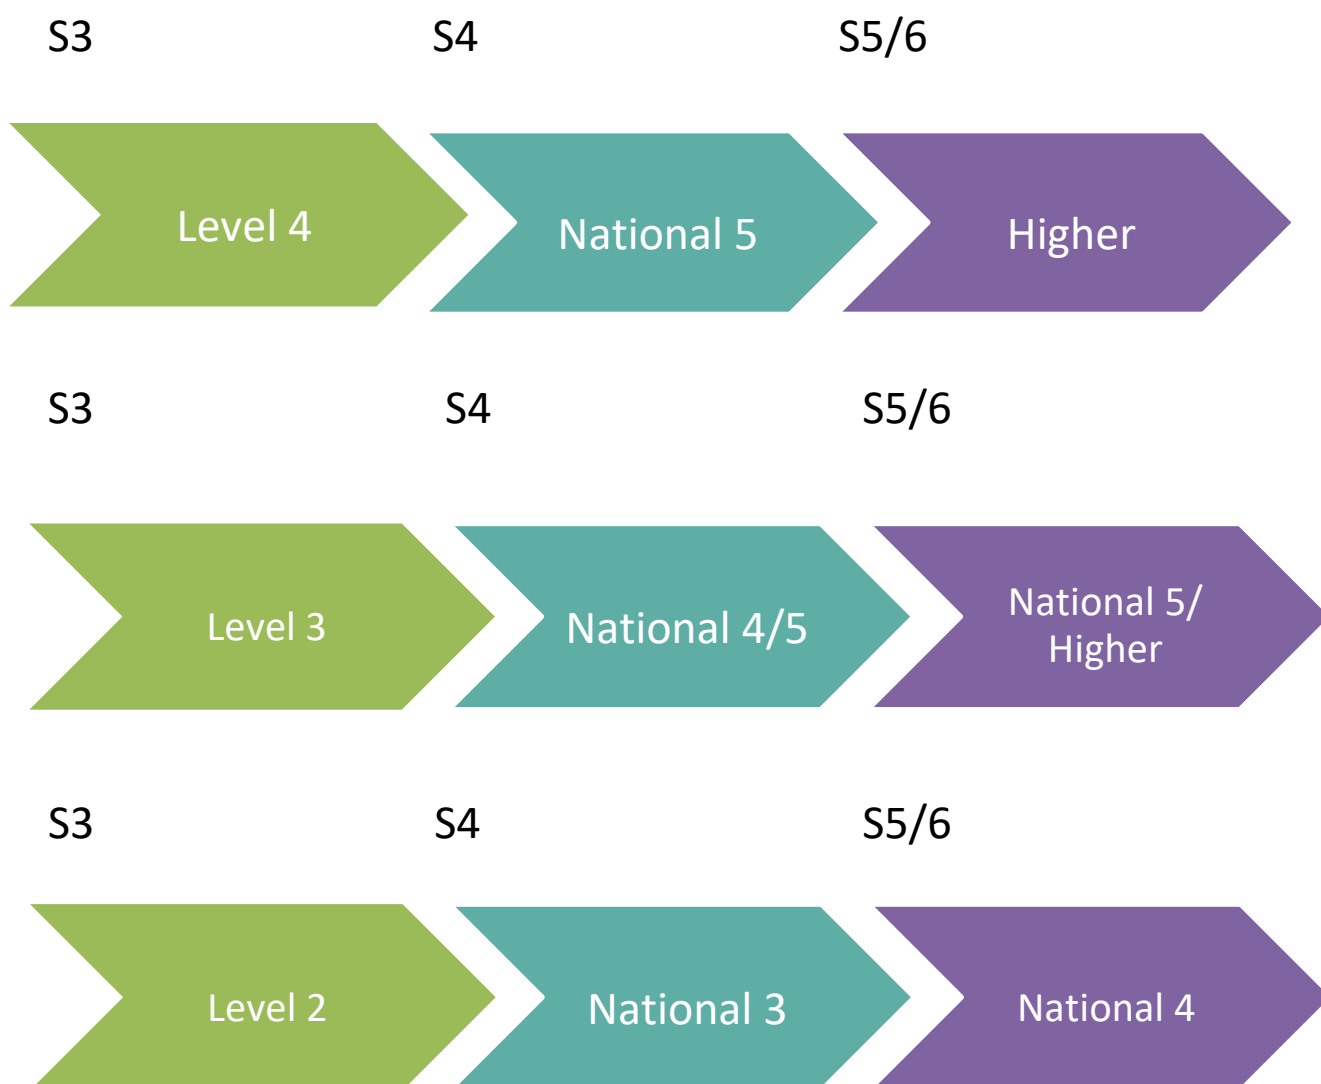 S3 S4 S5/6
Level 4 National 5 Higher
S3 S4 S5/6
Level 3 National 4/5 National 5/
Higher
S3 S4 S5/6
Level 2 National 3 National 4